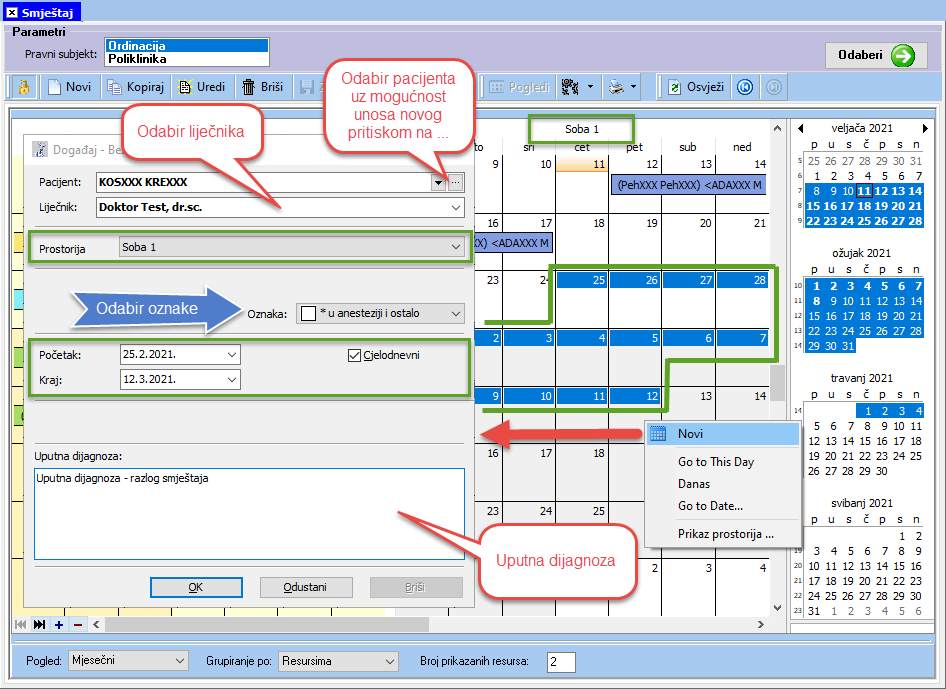 Smještaj
Parametri
Pravni subjekt:
Ordinacija
Poliklinika
Odaberi
Novi Kopiraj Uredi Briši Pogledi Osvježi
Odabir liječnika
Odabir pacijenta
uz mogućnost
unosa novog
pritiskom na ...
Događaj - Be
Pacijent: KOSXXX KREXXX ...
Liječnik: Doktor Test, dr.sc.
Prostorija Soba 1
Odabir oznake
Oznaka: * u anesteziji i ostalo
Početak: 25.2.2021. Cjelodnevni
Kraj: 12.3.2021.
Uputna dijagnoza:
Uputna dijagnoza - razlog smještaja
OK Odustani Briši
Uputna dijagnoza
Soba 1
to sri čet pet sub ned
9 10 11 12 13 14
(PehXXX PehXXX) <ADAXXX M
16 17 18 19 20 21
XX) <ADAXXX M
23 24 25 26 27 28
2 3 4 5 6 7
9 10 11 12 13 14
16 17 18
23 24 25
2 3 4
Novi
Go to This Day
Danas
Go to Date...
Prikaz prostorija ...
veljača 2021
p u s č p s n
5 25 26 27 28 29 30 31
6 1 2 3 4 5 6 7
7 8 9 10 11 12 13 14
8 15 16 17 18 19 20 21
9 22 23 24 25 26 27 28
ožujak 2021
p u s č p s n
10 1 2 3 4 5 6 7
11 8 9 10 11 12 13 14
12 15 16 17 18 19 20 21
13 22 23 24 25 26 27 28
14 29 30 31
travanj 2021
p u s č p s n
14 1 2 3 4
5 6 7 8 9 10 11
12 13 14 15 16 17 18
19 20 21 22 23 24 25
26 27 28 29 30
svibanj 2021
p u s č p s n
1 2
19 3 4 5 6 7 8 9
20 10 11 12 13 14 15 16
21 17 18 19 20 21 22 23
22 24 25 26 27 28 29 30
23 31 1 2 3 4 5 6
Pogled: Mjesečni Grupiranje po: Resursima Broj prikazanih resursa: 2